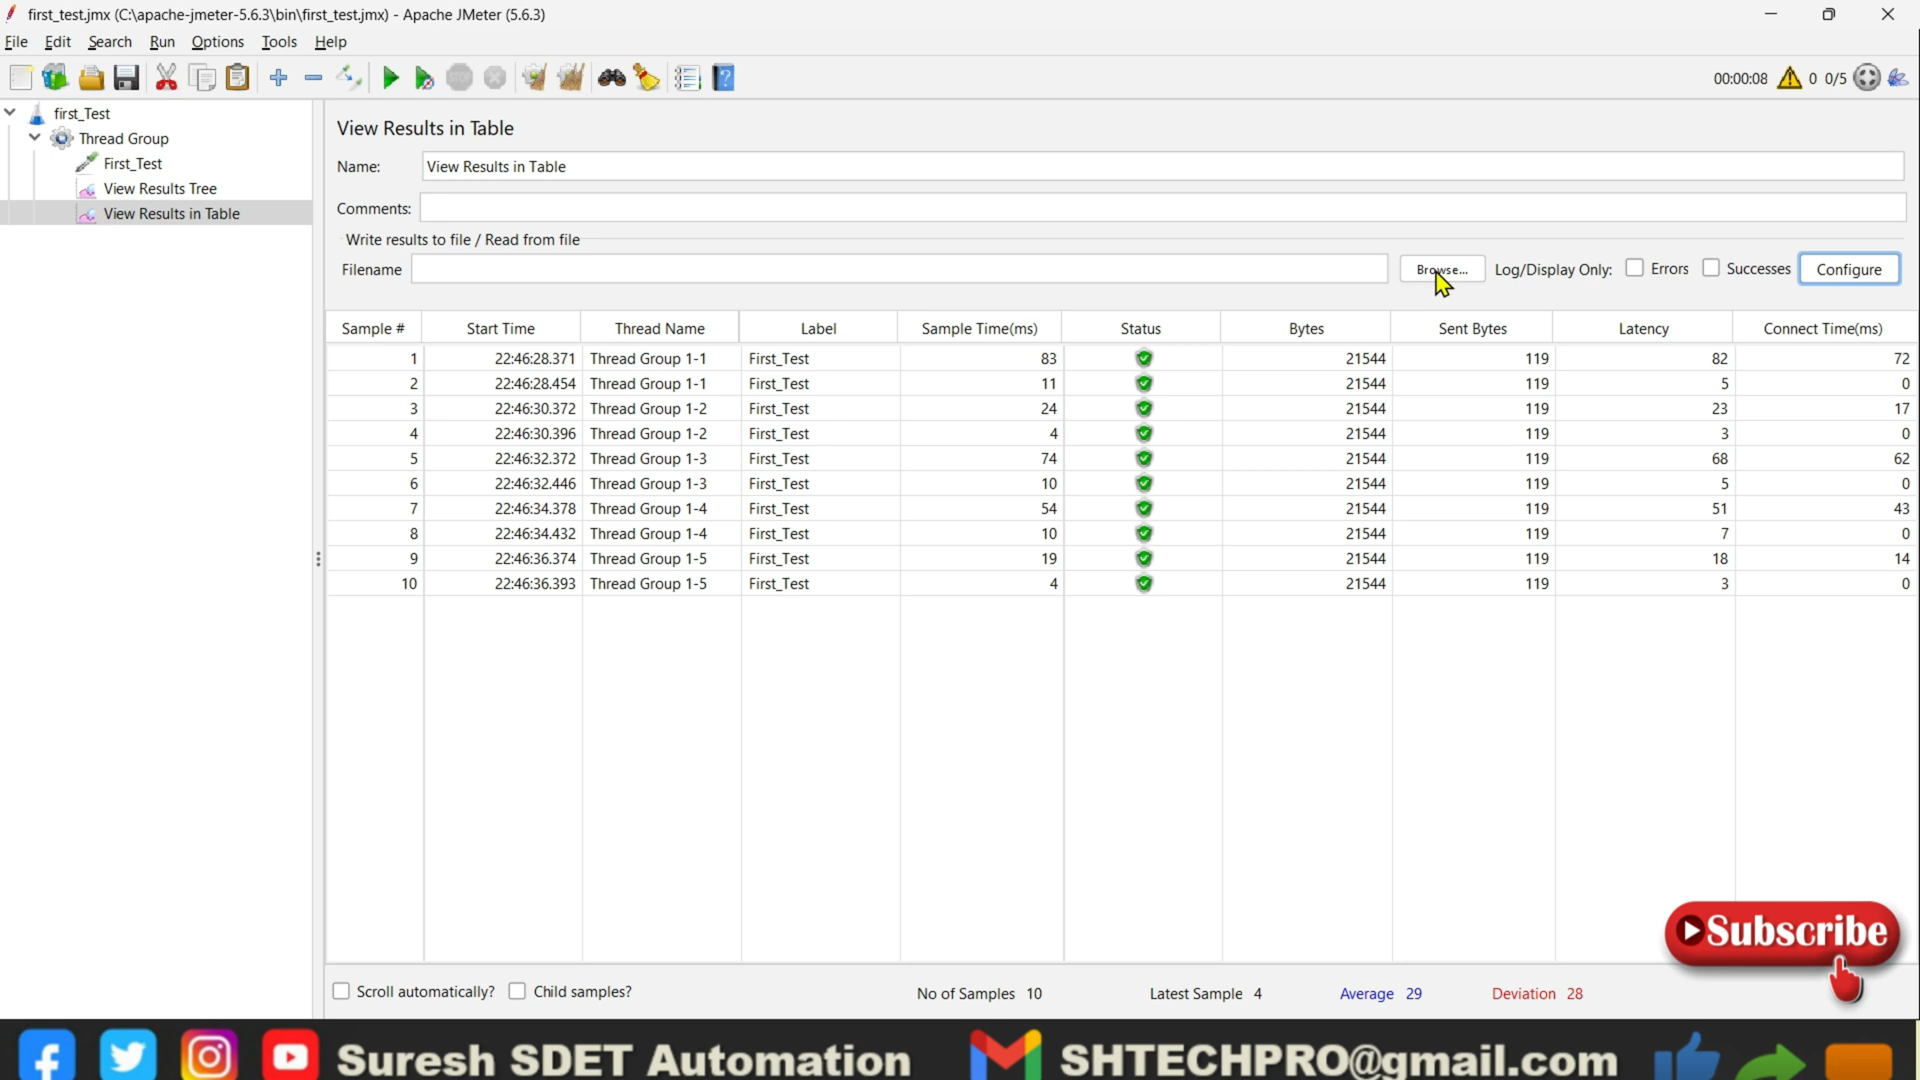 first_test.jmx (C:\apache-jmeter-5.6.3\bin\first_test.jmx) - Apache JMeter (5.6.3)
File Edit Search Run Options Tools Help
STOP 00:00:08 0 0/5
first_Test
Thread Group
First_Test
View Results Tree
View Results in Table
View Results in Table
Name: View Results in Table
Comments:
Write results to file / Read from file
Filename Browse... Log/Display Only: Errors Successes Configure
Sample # Start Time Thread Name Label Sample Time(ms) Status Bytes Sent Bytes Latency Connect Time(ms)
1 22:46:28.371 Thread Group 1-1 First_Test 83 21544 119 82 72
2 22:46:28.454 Thread Group 1-1 First_Test 11 21544 119 5 0
3 22:46:30.372 Thread Group 1-2 First_Test 24 21544 119 23 17
4 22:46:30.396 Thread Group 1-2 First_Test 4 21544 119 3 0
5 22:46:32.372 Thread Group 1-3 First_Test 74 21544 119 68 62
6 22:46:32.446 Thread Group 1-3 First_Test 10 21544 119 5 0
7 22:46:34.378 Thread Group 1-4 First_Test 54 21544 119 51 43
8 22:46:34.432 Thread Group 1-4 First_Test 10 21544 119 7 0
9 22:46:36.374 Thread Group 1-5 First_Test 19 21544 119 18 14
10 22:46:36.393 Thread Group 1-5 First_Test 4 21544 119 3 0
Subscribe
Scroll automatically? Child samples? No of Samples 10 Latest Sample 4 Average 29 Deviation 28
Suresh SDET Automation SHTECHPRO@gmail.com